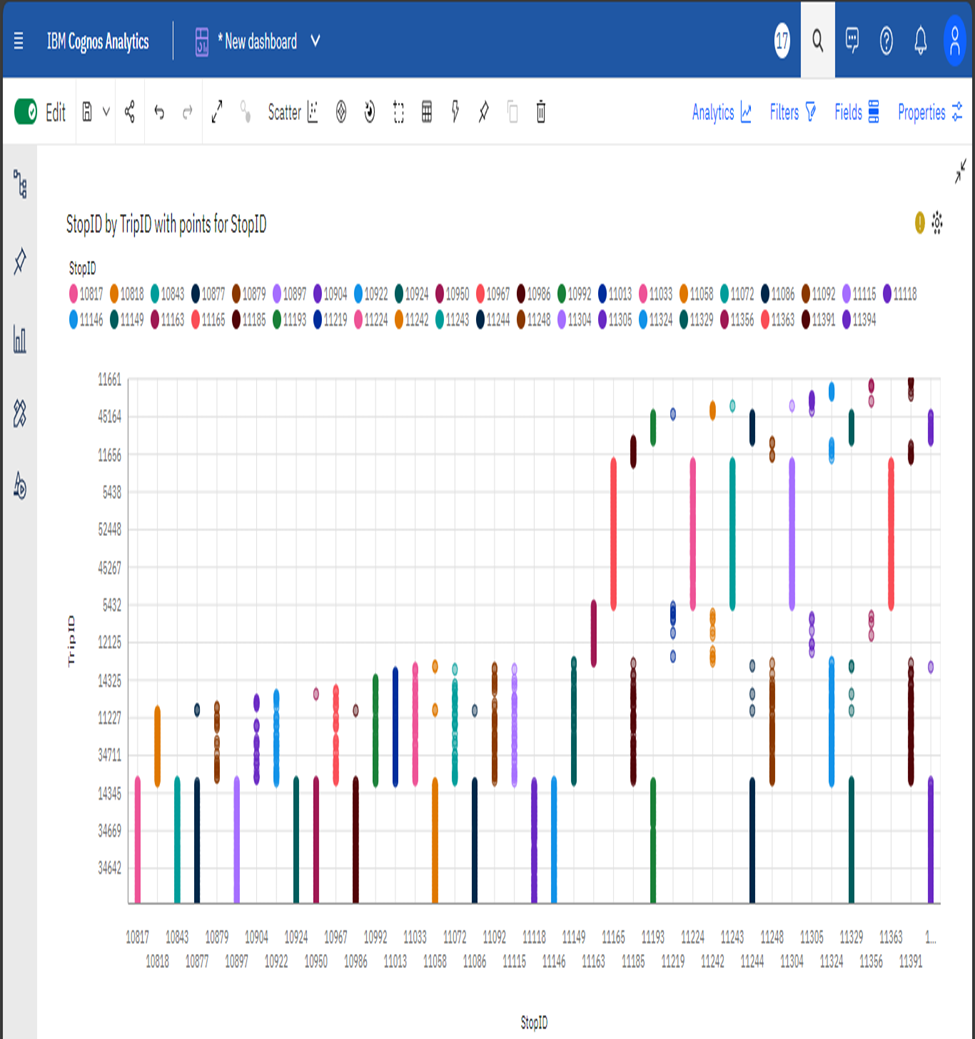 IBM Cognos Analytics * New dashboard 17
Edit Scatter Analytics Filters Fields Properties
StopID by TripID with points for StopID
StopID
10817 10818 10843 10877 10879 10897 10904 10922 10924 10950 10967 10986 10992 11013 11033 11058 11072 11086 11092 11115 11118
11146 11149 11163 11165 11185 11193 11219 11224 11242 11243 11244 11248 11304 11305 11324 11329 11356 11363 11391 11394
11661
45164
11656
5438
52448
45267
5432
12125
14325
11227
34711
14345
34669
34642
TripID
10817 10843 10879 10904 10924 10967 10992 11033 11072 11092 11118 11149 11165 11193 11224 11243 11248 11305 11329 11363 1...
10818 10877 10897 10922 10950 10986 11013 11058 11086 11115 11146 11163 11185 11219 11242 11244 11304 11324 11356 11391
StopID